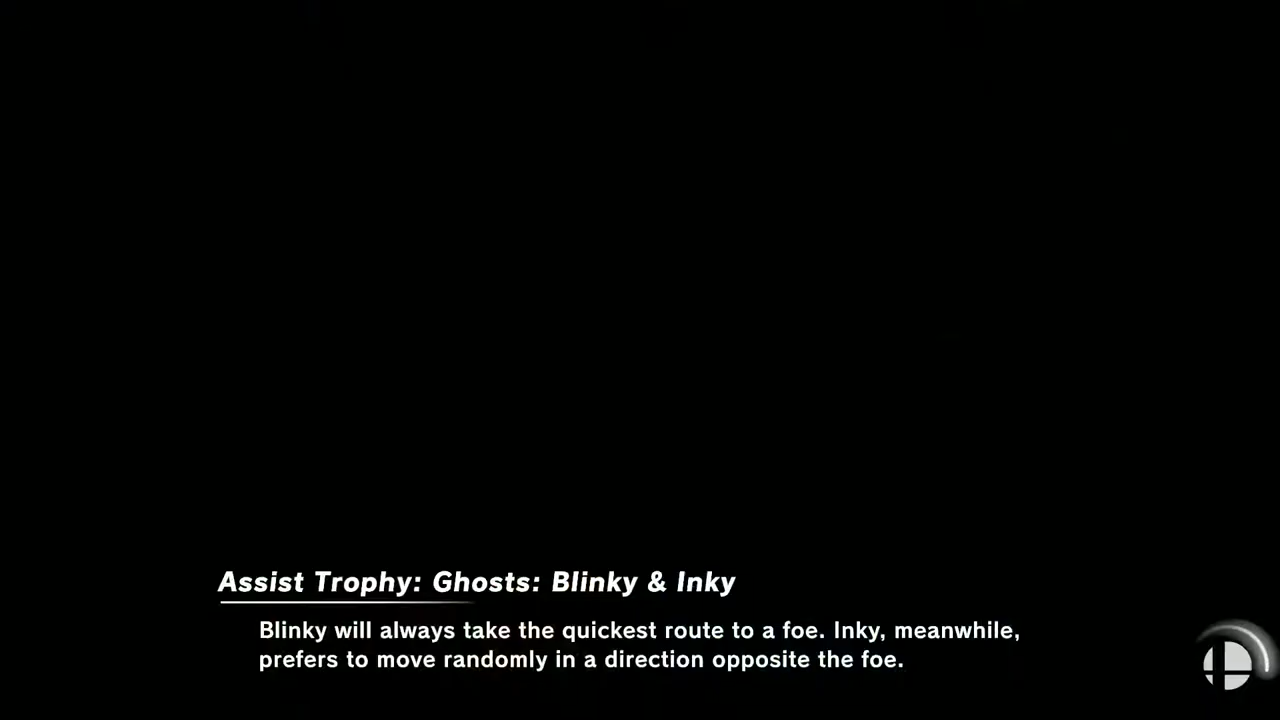 Assist Trophy: Ghosts: Blinky & Inky
Blinky will always take the quickest route to a foe. Inky, meanwhile,
prefers to move randomly in a direction opposite the foe.